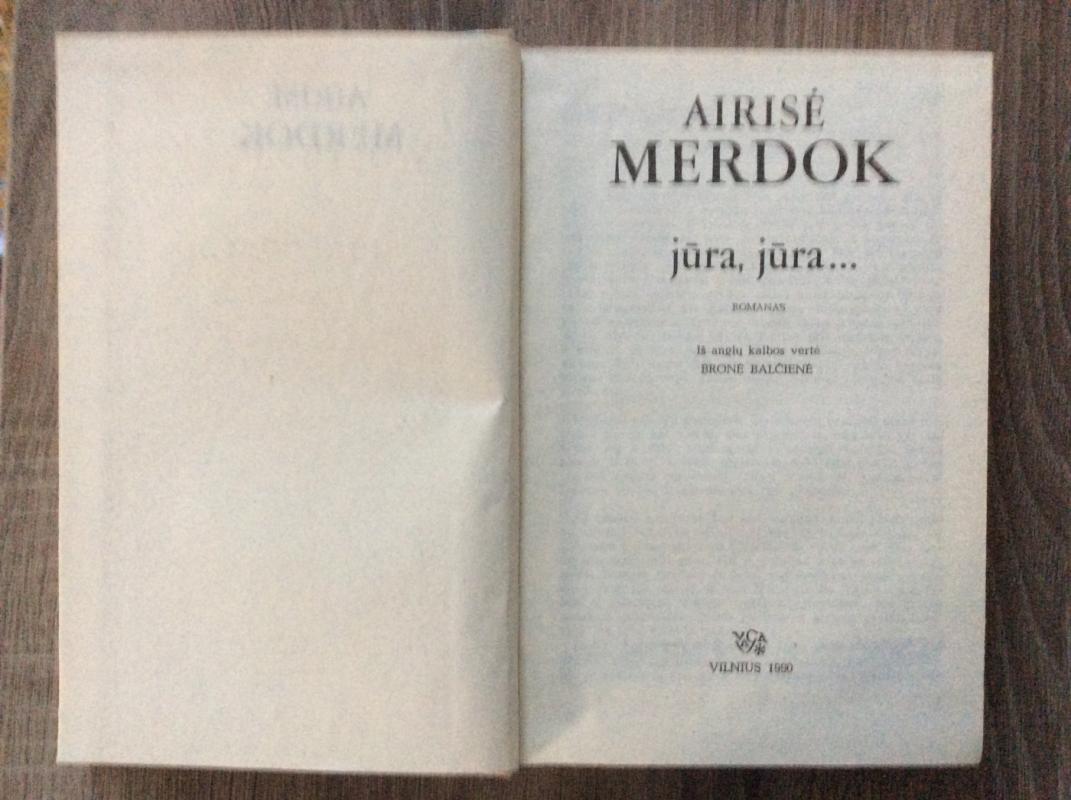 AIRISĖ
MERDOK
jūra, jūra...
ROMANAS
Iš anglų kalbos vertė
BRONĖ BALČIENĖ
VILNIUS 1990